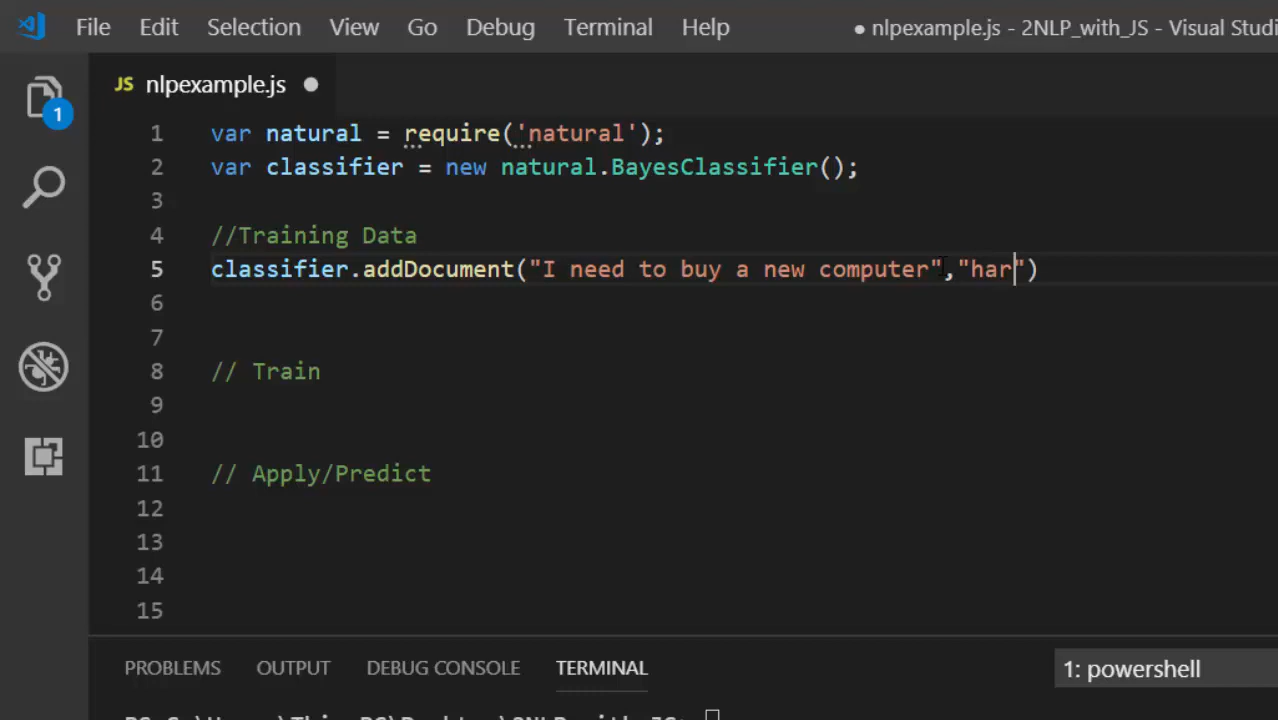 File Edit Selection View Go Debug Terminal Help ● nlpexample.js - 2NLP_with_JS - Visual Studi
JS nlpexample.js ●
1
1 var natural = require('natural');
2 var classifier = new natural.BayesClassifier();
3
4 //Training Data
5 classifier.addDocument("I need to buy a new computer","har")
6
7
8 // Train
9
10
11 // Apply/Predict
12
13
14
15
PROBLEMS OUTPUT DEBUG CONSOLE TERMINAL 1: powershell